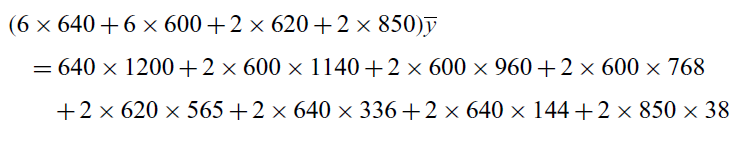 (6 × 640 + 6 × 600 + 2 × 620 + 2 × 850)y̅
= 640 × 1200 + 2 × 600 × 1140 + 2 × 600 × 960 + 2 × 600 × 768
+ 2 × 620 × 565 + 2 × 640 × 336 + 2 × 640 × 144 + 2 × 850 × 38